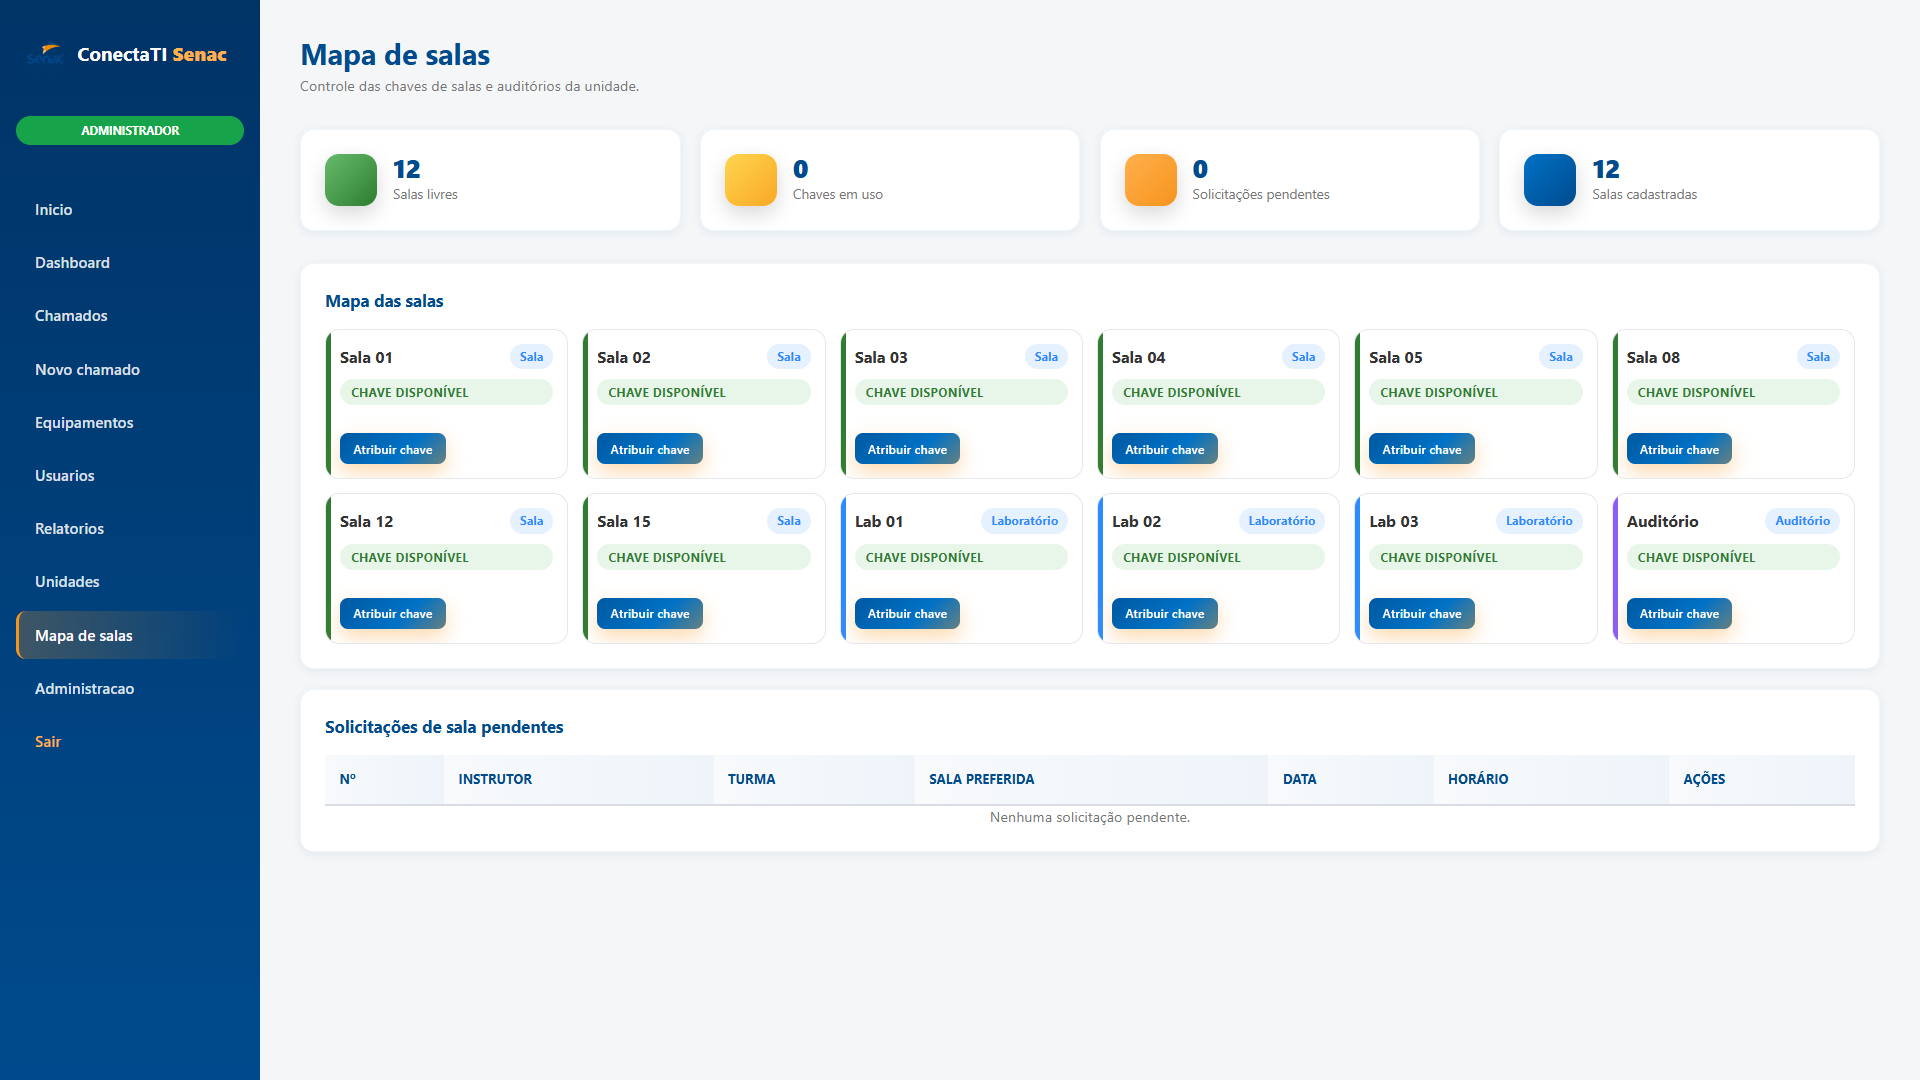 Senac
ConectaTI Senac
ADMINISTRADOR
Inicio
Dashboard
Chamados
Novo chamado
Equipamentos
Usuarios
Relatorios
Unidades
Mapa de salas
Administracao
Sair
Mapa de salas
Controle das chaves de salas e auditórios da unidade.
12
Salas livres
0
Chaves em uso
0
Solicitações pendentes
12
Salas cadastradas
Mapa das salas
Sala 01 Sala
CHAVE DISPONÍVEL
Atribuir chave
Sala 02 Sala
CHAVE DISPONÍVEL
Atribuir chave
Sala 03 Sala
CHAVE DISPONÍVEL
Atribuir chave
Sala 04 Sala
CHAVE DISPONÍVEL
Atribuir chave
Sala 05 Sala
CHAVE DISPONÍVEL
Atribuir chave
Sala 08 Sala
CHAVE DISPONÍVEL
Atribuir chave
Sala 12 Sala
CHAVE DISPONÍVEL
Atribuir chave
Sala 15 Sala
CHAVE DISPONÍVEL
Atribuir chave
Lab 01 Laboratório
CHAVE DISPONÍVEL
Atribuir chave
Lab 02 Laboratório
CHAVE DISPONÍVEL
Atribuir chave
Lab 03 Laboratório
CHAVE DISPONÍVEL
Atribuir chave
Auditório Auditório
CHAVE DISPONÍVEL
Atribuir chave
Solicitações de sala pendentes
Nº INSTRUTOR TURMA SALA PREFERIDA DATA HORÁRIO AÇÕES
Nenhuma solicitação pendente.